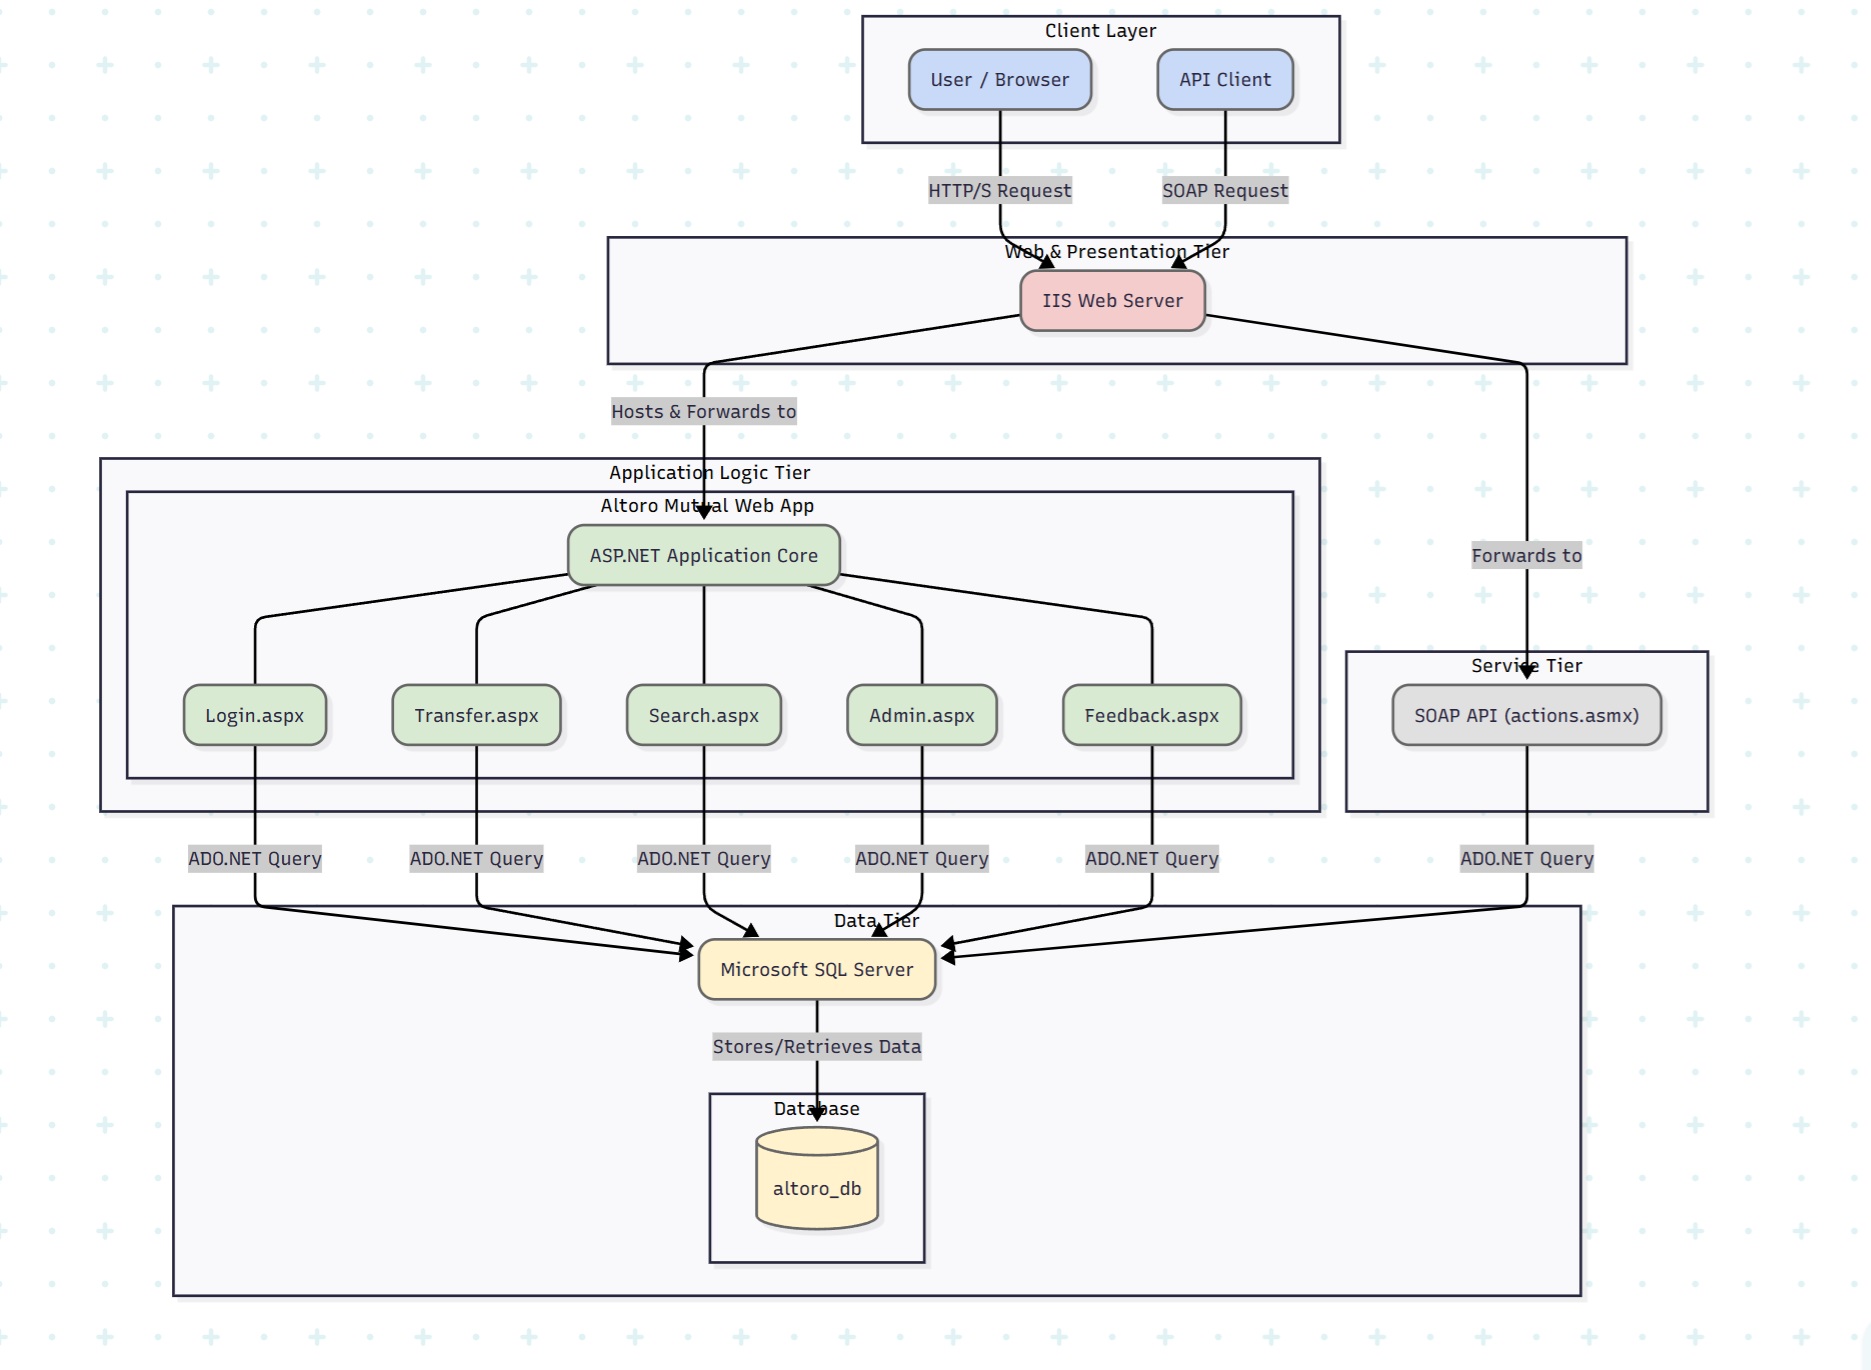 Client Layer
User / Browser
API Client
HTTP/S Request
SOAP Request
Web & Presentation Tier
IIS Web Server
Hosts & Forwards to
Application Logic Tier
Altoro Mutual Web App
ASP.NET Application Core
Forwards to
Service Tier
Login.aspx
Transfer.aspx
Search.aspx
Admin.aspx
Feedback.aspx
SOAP API (actions.asmx)
ADO.NET Query
ADO.NET Query
ADO.NET Query
ADO.NET Query
ADO.NET Query
ADO.NET Query
Data Tier
Microsoft SQL Server
Stores/Retrieves Data
Database
altoro_db